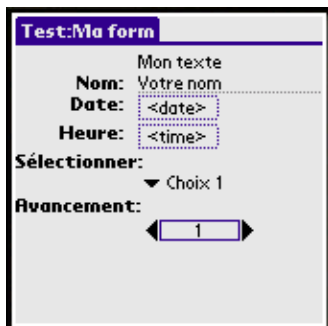 Test:Ma form
Mon texte
Nom: Votre nom
Date: <date>
Heure: <time>
Sélectionner:
Choix 1
Avancement:
1